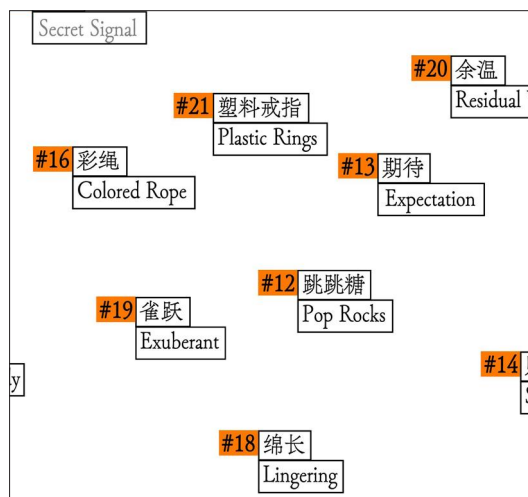 Secret Signal
#20 余温
Residual
#21 塑料戒指
Plastic Rings
#16 彩绳
Colored Rope
#13 期待
Expectation
#12 跳跳糖
Pop Rocks
#19 雀跃
Exuberant
#14
#18 绵长
Lingering